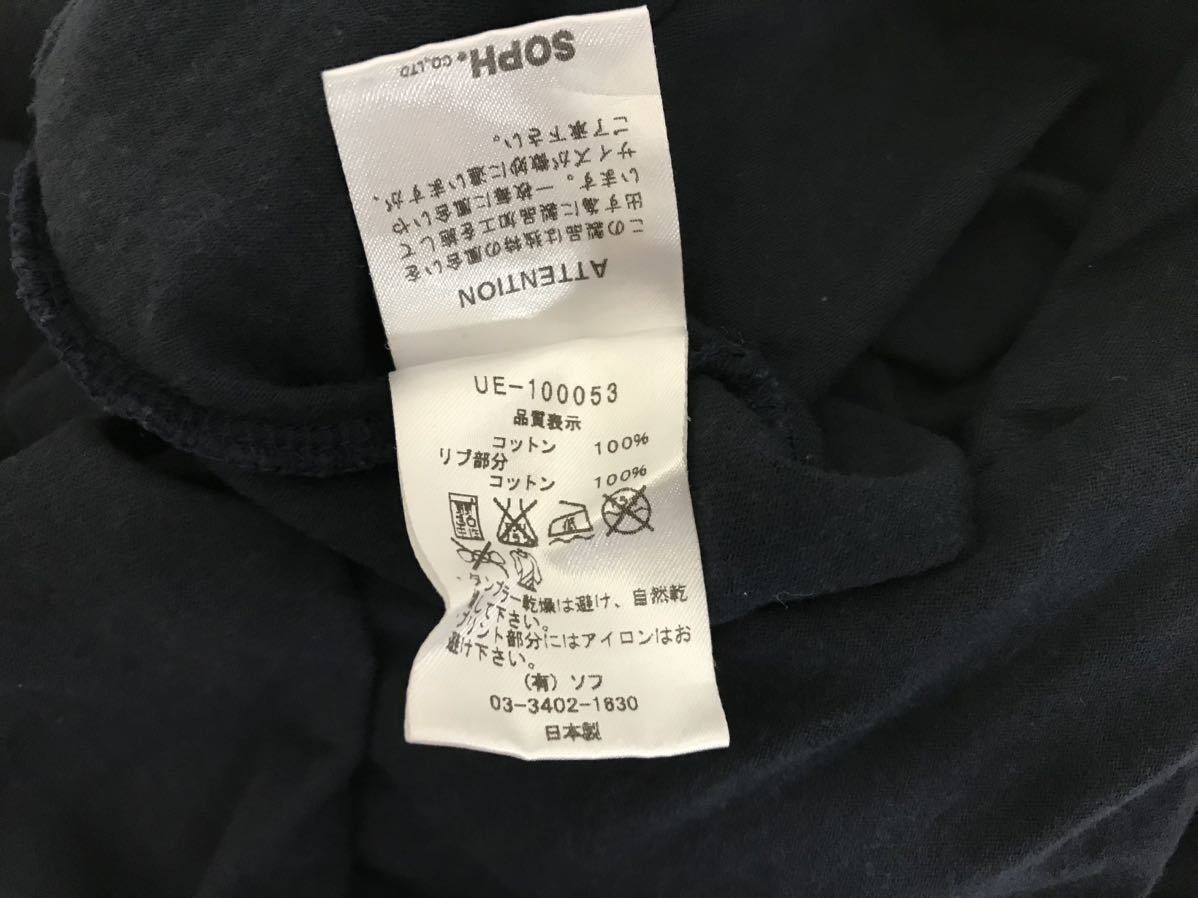 SOPH. CO.,LTD
ATTENTION
この製品は独特の風合いを
出す為に製品加工を施して
います。一枚毎に風合いや
サイズが微妙に違いますが、
ご了承下さい。
UE-100053
品質表示
コットン 100%
リブ部分
コットン 100%
タンブラー乾燥は避け、自然乾
して下さい。
プリント部分にはアイロンはお
避け下さい。
(有) ソフ
03-3402-1630
日本製